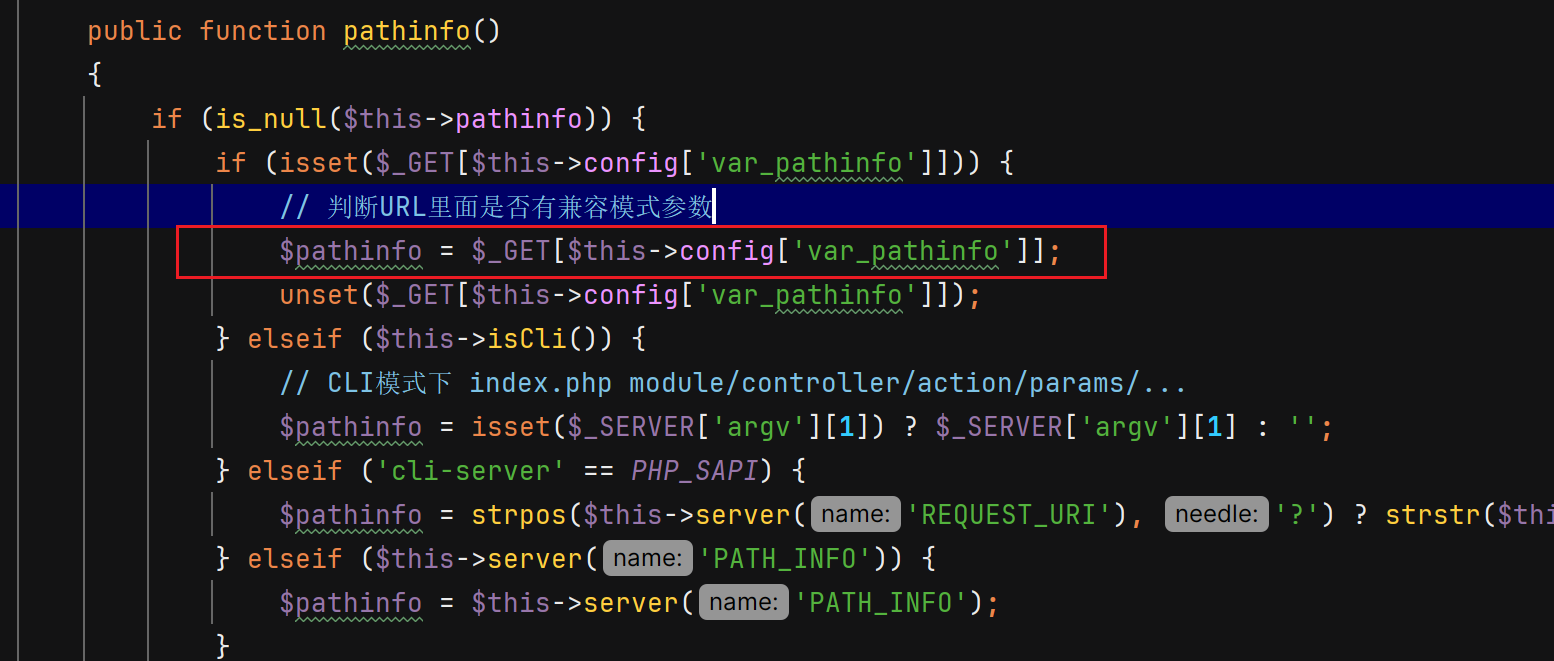 public function pathinfo()
{
if (is_null($this->pathinfo)) {
if (isset($_GET[$this->config['var_pathinfo']])) {
// 判断URL里面是否有兼容模式参数
$pathinfo = $_GET[$this->config['var_pathinfo']];
unset($_GET[$this->config['var_pathinfo']]);
} elseif ($this->isCli()) {
// CLI模式下 index.php module/controller/action/params/...
$pathinfo = isset($_SERVER['argv'][1]) ? $_SERVER['argv'][1] : '';
} elseif ('cli-server' == PHP_SAPI) {
$pathinfo = strpos($this->server( name: 'REQUEST_URI'), needle: '?') ? strstr($thi
} elseif ($this->server( name: 'PATH_INFO')) {
$pathinfo = $this->server( name: 'PATH_INFO');
}